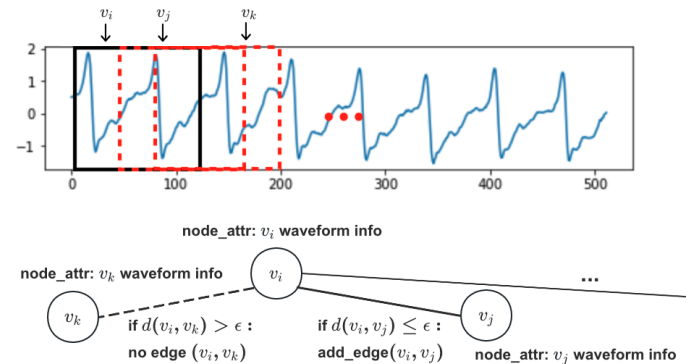 v_i v_j v_k
2
1
0
−1
0 100 200 300 400 500
node_attr: v_i waveform info
node_attr: v_k waveform info
v_i
...
v_k
v_j
if d(v_i, v_k) > ϵ :
no edge (v_i, v_k)
if d(v_i, v_j) ≤ ϵ :
add_edge(v_i, v_j)
node_attr: v_j waveform info